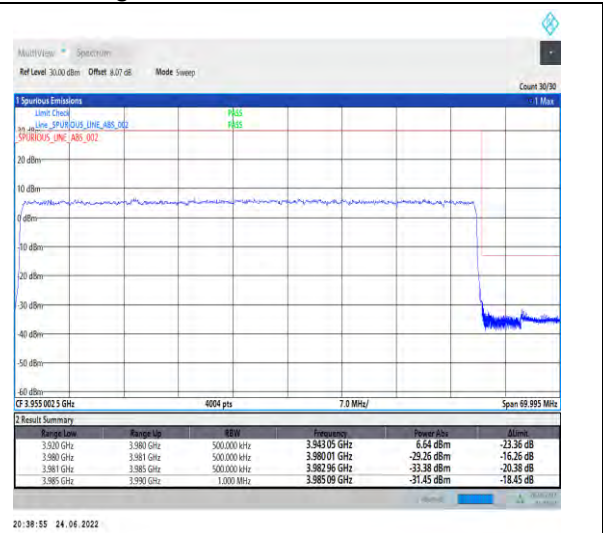 MultiView Spectrum
Ref Level 30.00 dBm Offset 8.07 dB Mode Sweep
Count 30/30
1 Spurious Emissions 1 Max
Limit Check PASS
Line _SPURIOUS_LINE_ABS_002 PASS
SPURIOUS_LINE_ABS_002
20 dBm
10 dBm
0 dBm
-10 dBm
-20 dBm
-30 dBm
-40 dBm
-50 dBm
-60 dBm
CF 3.955 002 5 GHz 4004 pts 7.0 MHz/ Span 69.995 MHz
2 Result Summary
Range Low Range Up RBW Frequency Power Abs ΔLimit
3.920 GHz 3.980 GHz 500.000 kHz 3.943 05 GHz 6.64 dBm -23.36 dB
3.980 GHz 3.981 GHz 500.000 kHz 3.980 01 GHz -29.26 dBm -16.26 dB
3.981 GHz 3.985 GHz 500.000 kHz 3.982 96 GHz -33.38 dBm -20.38 dB
3.985 GHz 3.990 GHz 1.000 MHz 3.985 09 GHz -31.45 dBm -18.45 dB
20:38:55 24.06.2022